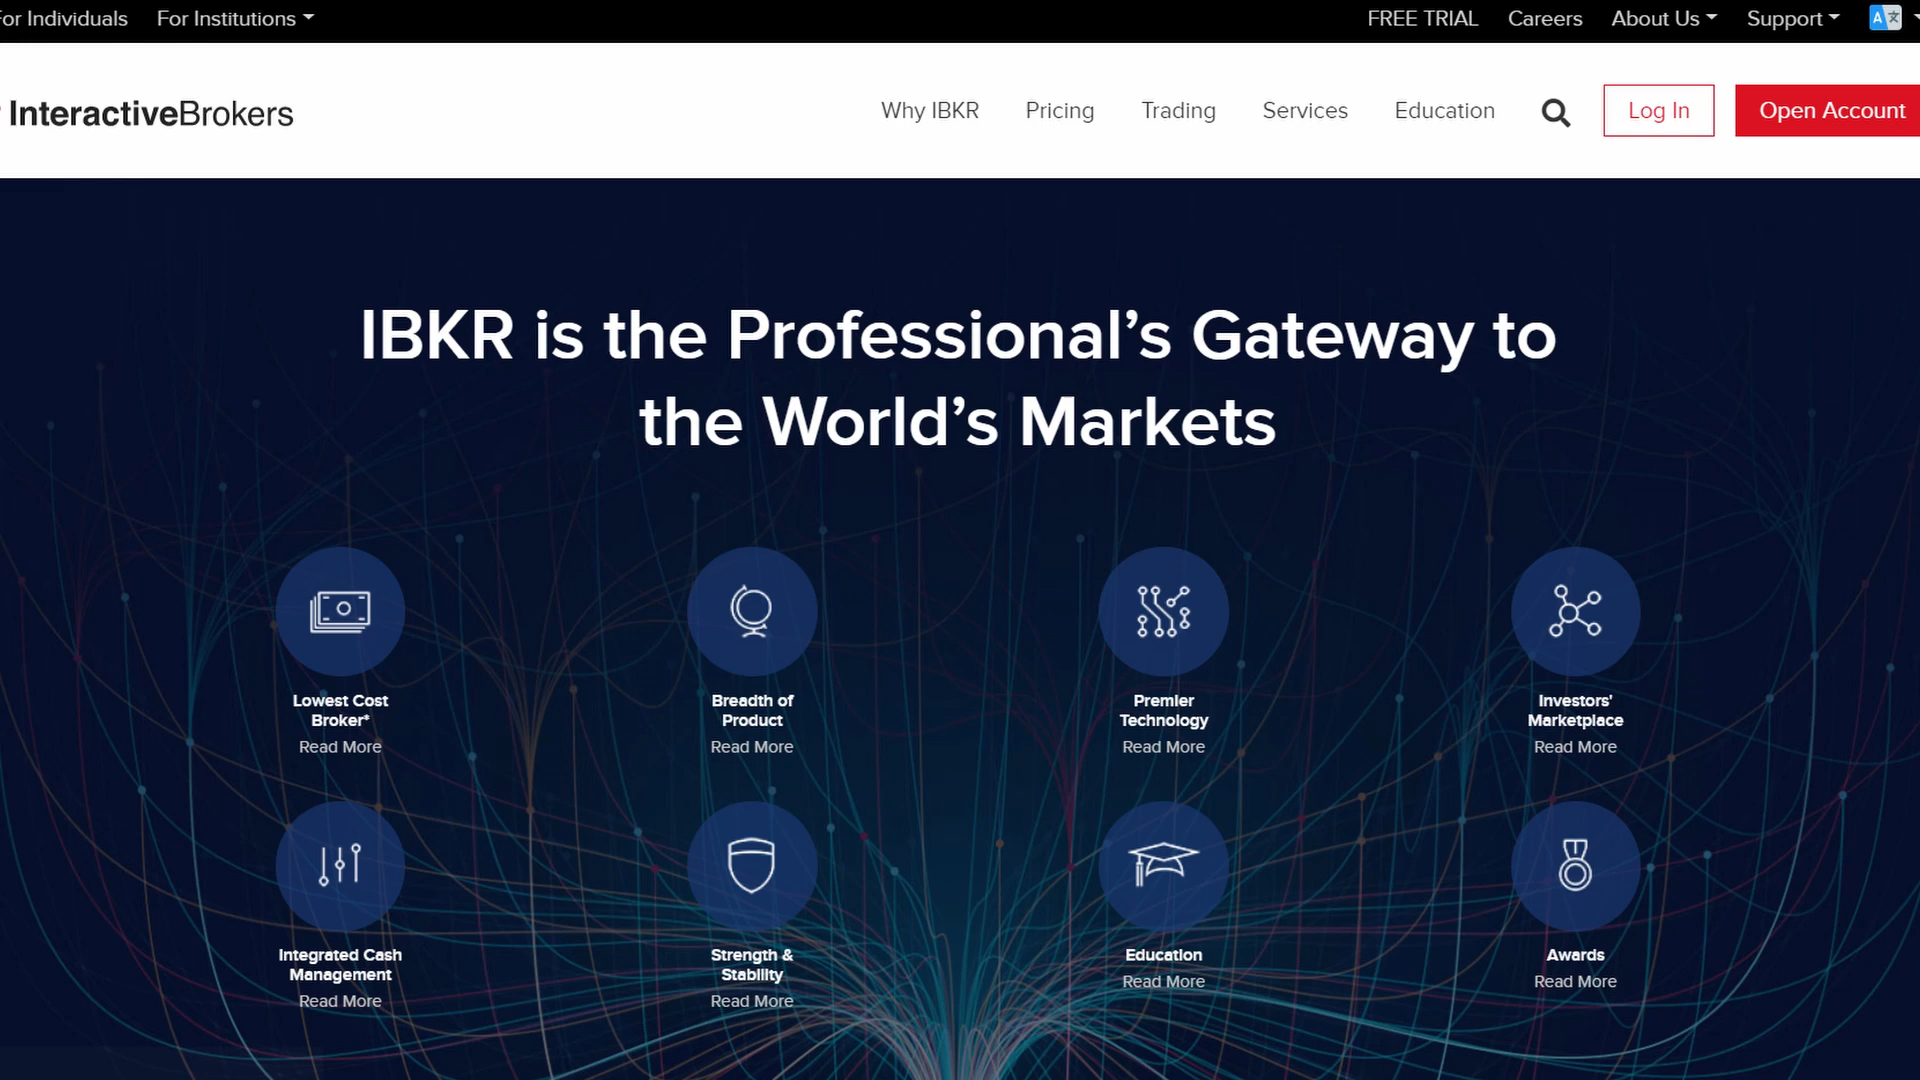 For Individuals For Institutions FREE TRIAL Careers About Us Support A
InteractiveBrokers Why IBKR Pricing Trading Services Education Log In Open Account
IBKR is the Professional’s Gateway to
the World’s Markets
Lowest Cost
Broker*
Read More
Breadth of
Product
Read More
Premier
Technology
Read More
Investors'
Marketplace
Read More
Integrated Cash
Management
Read More
Strength &
Stability
Read More
Education
Read More
Awards
Read More